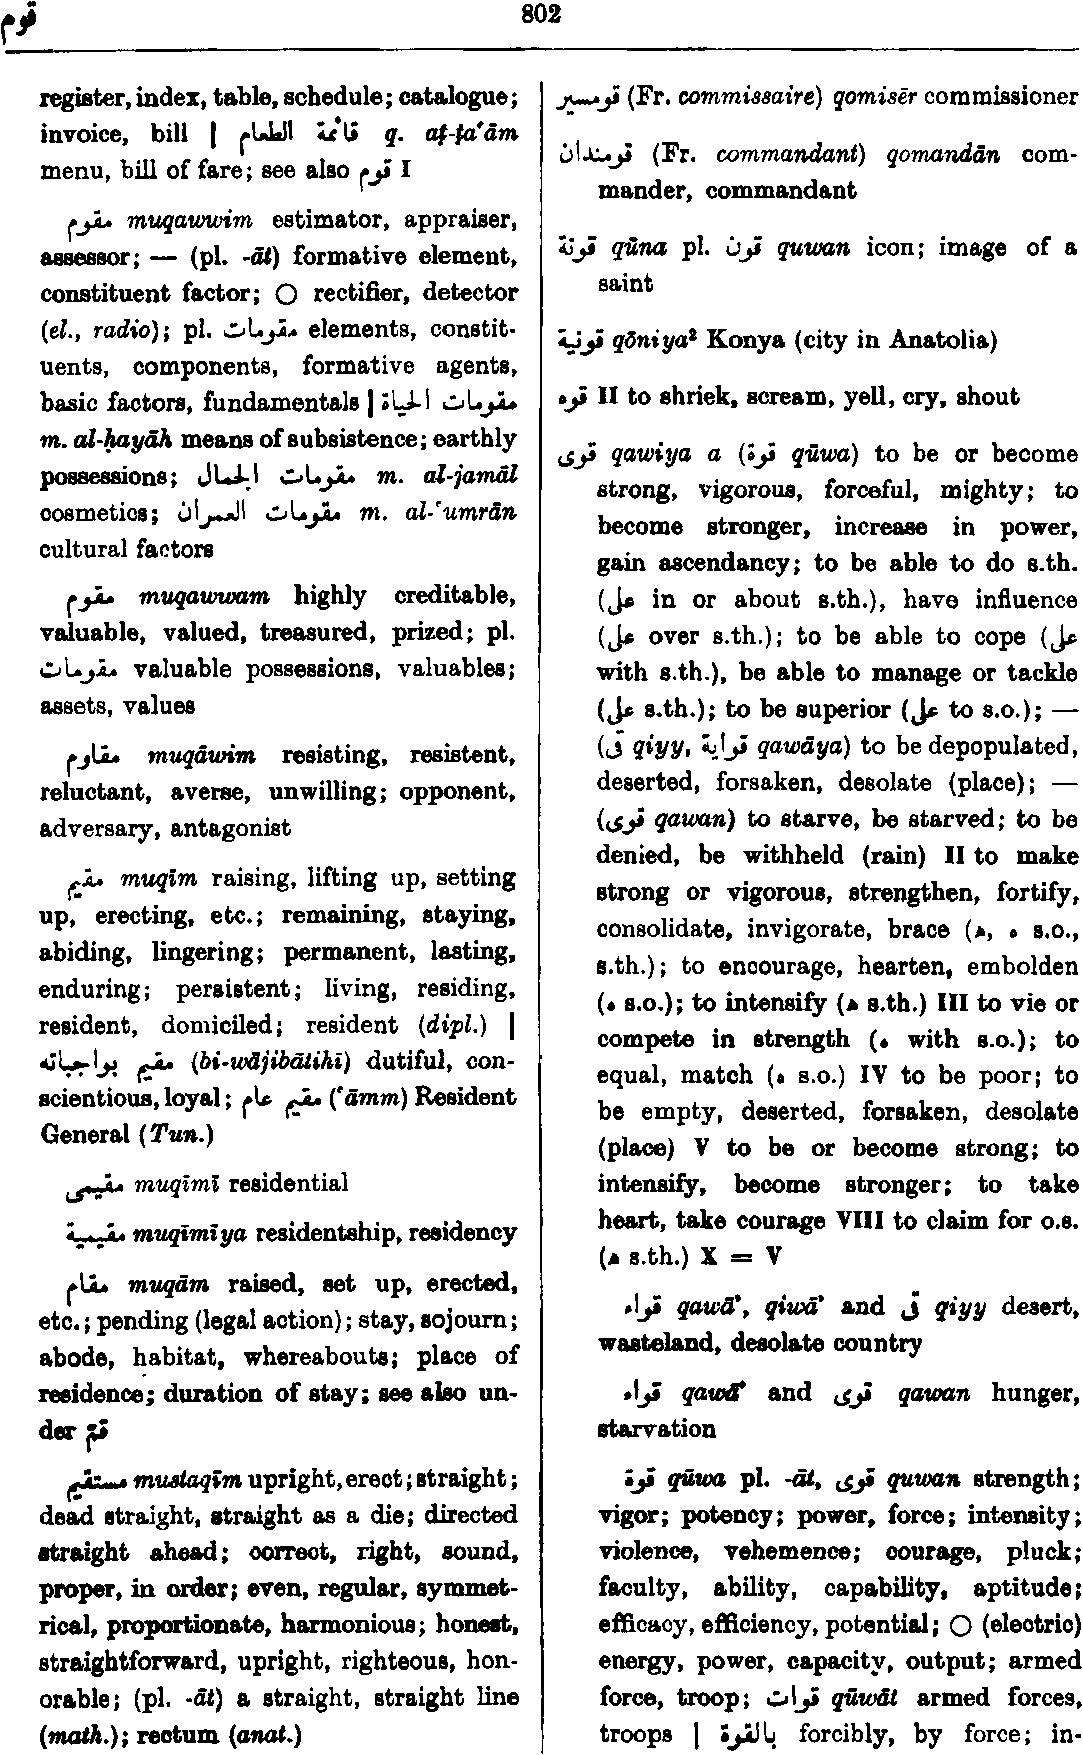 قوم
802
register, index, table, schedule; catalogue;
invoice, bill | قائمة الطعام q. aṭ-ṭaʿām
menu, bill of fare; see also قوم I
مقوم muqawwim estimator, appraiser,
assessor; — (pl. -āt) formative element,
constituent factor; ○ rectifier, detector
(el., radio); pl. مقومات elements, constit-
uents, components, formative agents,
basic factors, fundamentals | مقومات الحياة
m. al-ḥayāh means of subsistence; earthly
possessions; مقومات الجمال m. al-jamāl
cosmetics; مقومات العمران m. al-ʿumrān
cultural factors
مقوم muqawwam highly creditable,
valuable, valued, treasured, prized; pl.
مقومات valuable possessions, valuables;
assets, values
مقاوم muqāwim resisting, resistent,
reluctant, averse, unwilling; opponent,
adversary, antagonist
مقيم muqīm raising, lifting up, setting
up, erecting, etc.; remaining, staying,
abiding, lingering; permanent, lasting,
enduring; persistent; living, residing,
resident, domiciled; resident (dipl.) |
مقيم بواجباته (bi-wājibātihī) dutiful, con-
scientious, loyal; مقيم عام (ʿāmm) Resident
General (Tun.)
مقيمى muqīmī residential
مقيمية muqīmīya residentship, residency
مقام muqām raised, set up, erected,
etc.; pending (legal action); stay, sojourn;
abode, habitat, whereabouts; place of
residence; duration of stay; see also un-
der قمّ
مستقيم mustaqīm upright, erect; straight;
dead straight, straight as a die; directed
straight ahead; correct, right, sound,
proper, in order; even, regular, symmet-
rical, proportionate, harmonious; honest,
straightforward, upright, righteous, hon-
orable; (pl. -āt) a straight, straight line
(math.); rectum (anat.)
قومسير (Fr. commissaire) qomisēr commissioner
قومندان (Fr. commandant) qomandān com-
mander, commandant
قونة qūna pl. قون quwan icon; image of a
saint
قونية qōniya² Konya (city in Anatolia)
قوه II to shriek, scream, yell, cry, shout
قوى qawiya a (قوة qūwa) to be or become
strong, vigorous, forceful, mighty; to
become stronger, increase in power,
gain ascendancy; to be able to do s.th.
(على in or about s.th.), have influence
(على over s.th.); to be able to cope (على
with s.th.), be able to manage or tackle
(على s.th.); to be superior (على to s.o.); —
(قى qiyy, قواية qawāya) to be depopulated,
deserted, forsaken, desolate (place); —
(قوى qawan) to starve, be starved; to be
denied, be withheld (rain) II to make
strong or vigorous, strengthen, fortify,
consolidate, invigorate, brace (ھ, ه s.o.,
s.th.); to encourage, hearten, embolden
(ه s.o.); to intensify (ھ s.th.) III to vie or
compete in strength (ه with s.o.); to
equal, match (ه s.o.) IV to be poor; to
be empty, deserted, forsaken, desolate
(place) V to be or become strong; to
intensify, become stronger; to take
heart, take courage VIII to claim for o.s.
(ھ s.th.) X = V
قواء qawāʾ, qiwāʾ and قى qiyy desert,
wasteland, desolate country
قواء qawāʾ and قوى qawan hunger,
starvation
قوة qūwa pl. -āt, قوى quwan strength;
vigor; potency; power, force; intensity;
violence, vehemence; courage, pluck;
faculty, ability, capability, aptitude;
efficacy, efficiency, potential; ○ (electric)
energy, power, capacity, output; armed
force, troop; قوات qūwāt armed forces,
troops | بالقوة forcibly, by force; in-